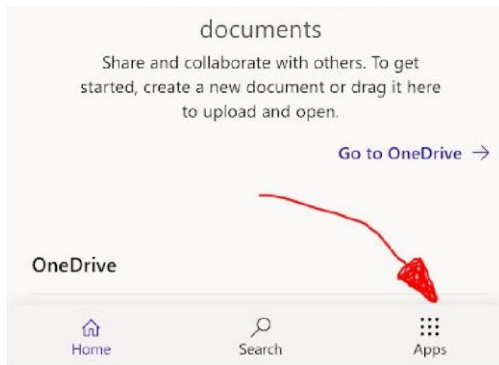 documents
Share and collaborate with others. To get
started, create a new document or drag it here
to upload and open.
Go to OneDrive →
OneDrive
Home
Search
Apps